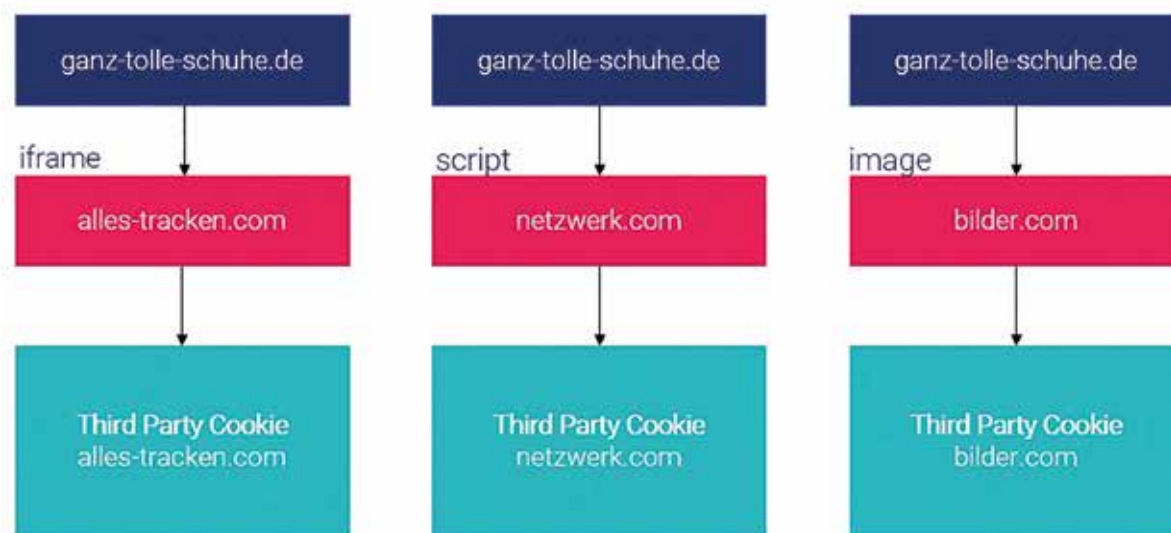 ganz-tolle-schuhe.de
ganz-tolle-schuhe.de
ganz-tolle-schuhe.de
iframe
script
image
alles-tracken.com
netzwerk.com
bilder.com
Third Party Cookie
alles-tracken.com
Third Party Cookie
netzwerk.com
Third Party Cookie
bilder.com